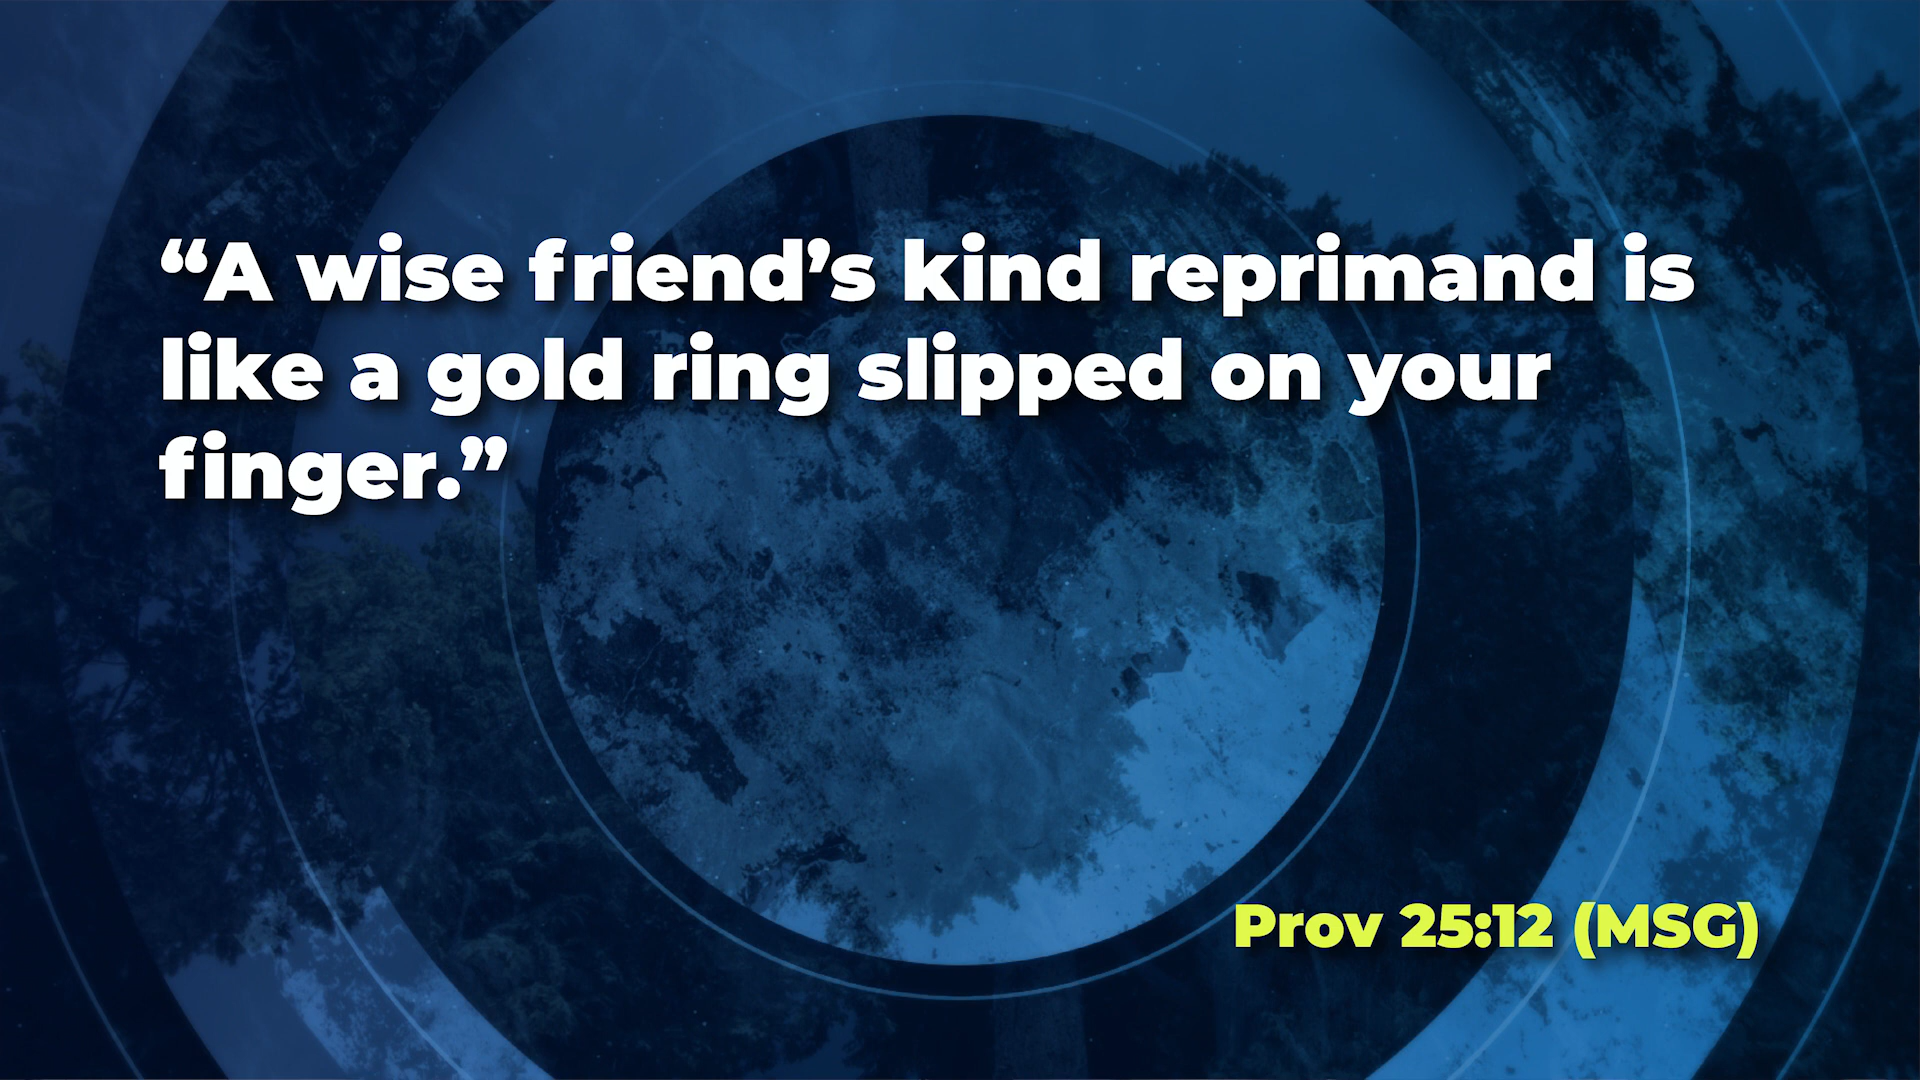 “A wise friend’s kind reprimand is
like a gold ring slipped on your
finger.”
Prov 25:12 (MSG)